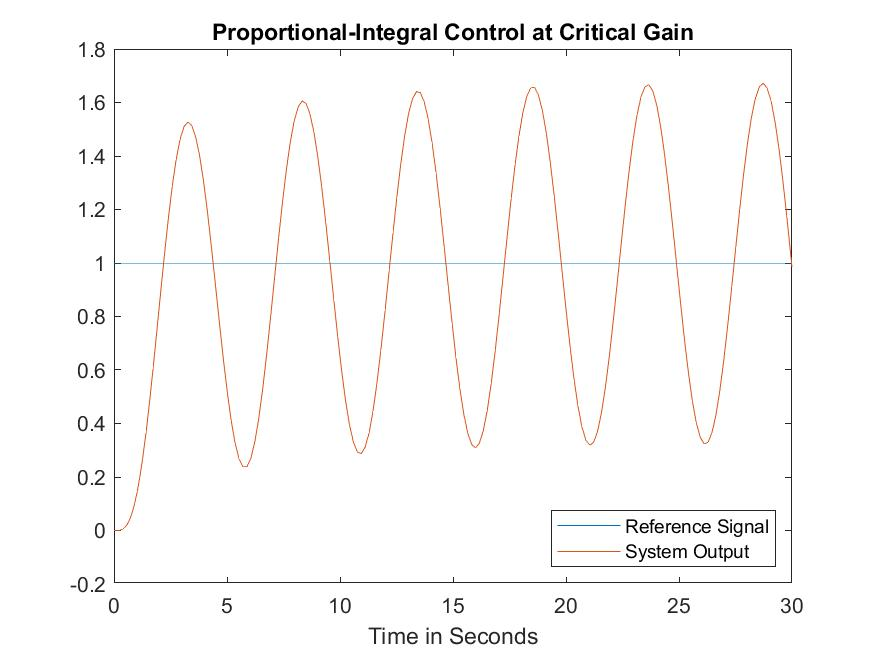 Proportional-Integral Control at Critical Gain
1.8
1.6
1.4
1.2
1
0.8
0.6
0.4
0.2
0
-0.2
Reference Signal
System Output
0 5 10 15 20 25 30
Time in Seconds